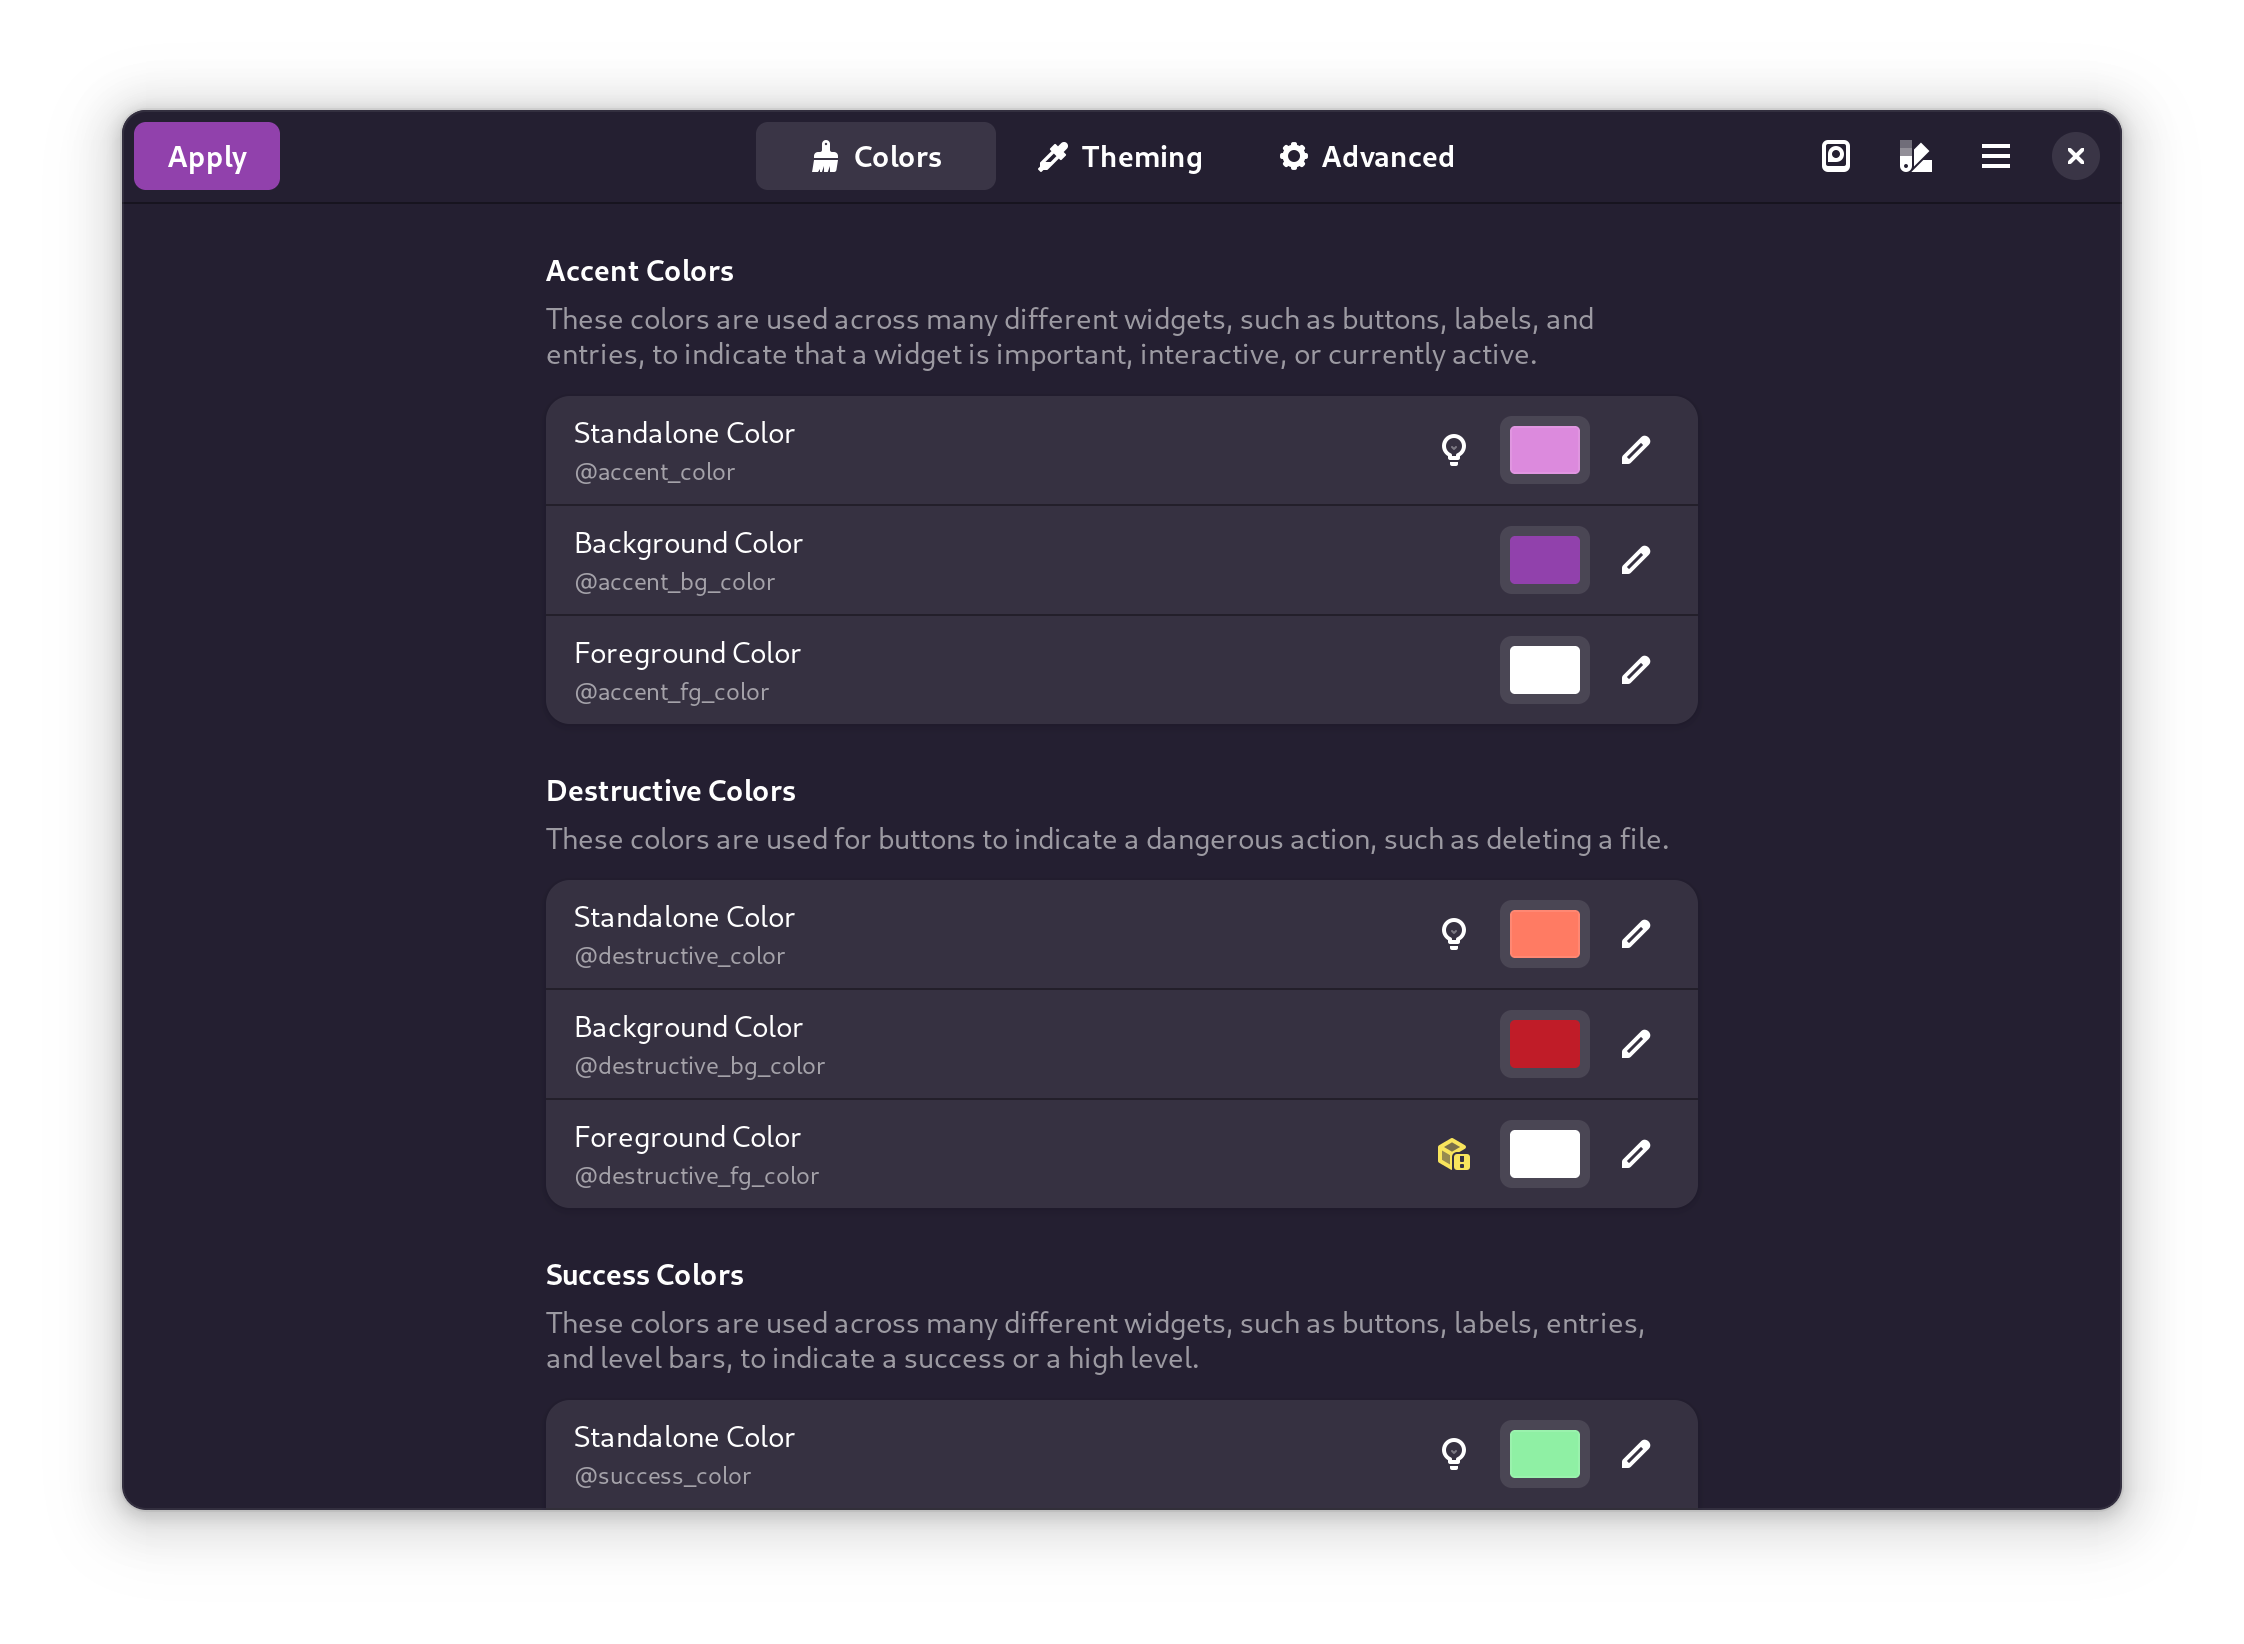 Apply
Colors
Theming
Advanced
Accent Colors
These colors are used across many different widgets, such as buttons, labels, and
entries, to indicate that a widget is important, interactive, or currently active.
Standalone Color
@accent_color
Background Color
@accent_bg_color
Foreground Color
@accent_fg_color
Destructive Colors
These colors are used for buttons to indicate a dangerous action, such as deleting a file.
Standalone Color
@destructive_color
Background Color
@destructive_bg_color
Foreground Color
@destructive_fg_color
Success Colors
These colors are used across many different widgets, such as buttons, labels, entries,
and level bars, to indicate a success or a high level.
Standalone Color
@success_color